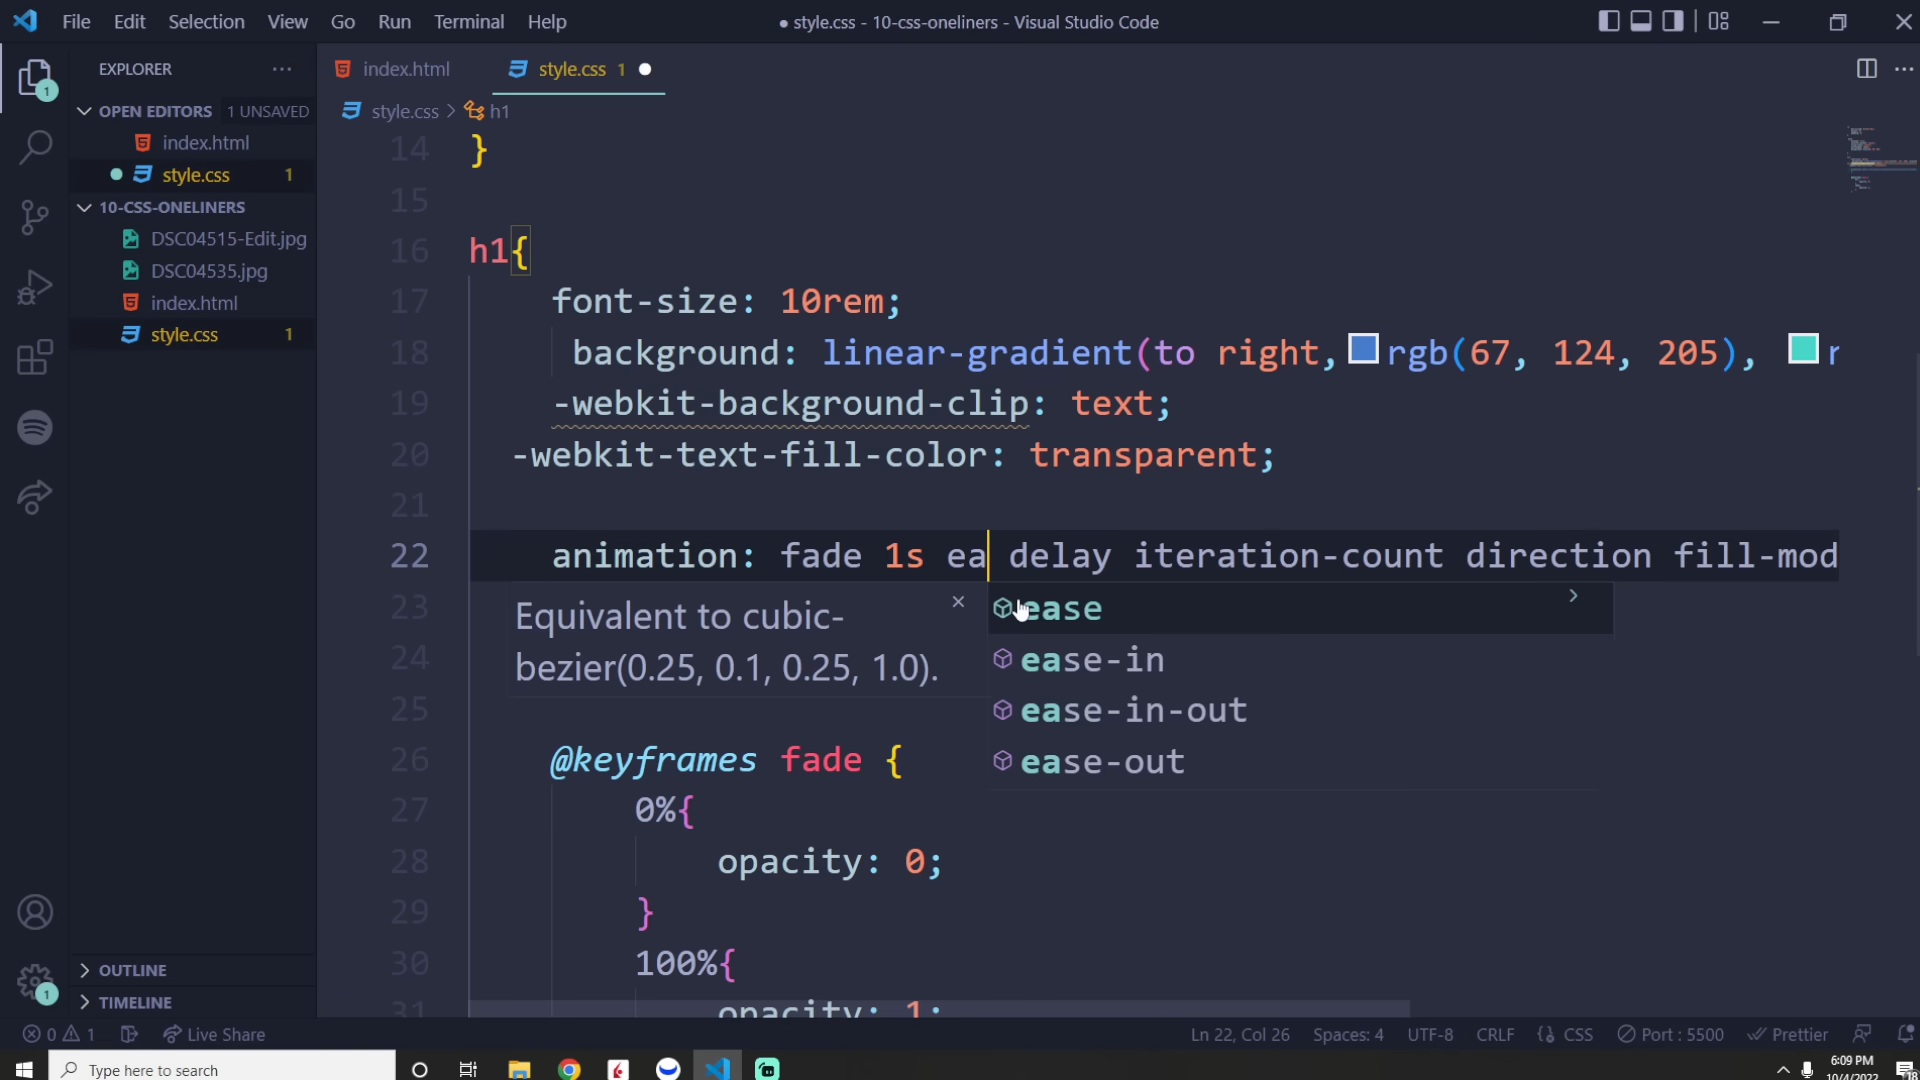 File Edit Selection View Go Run Terminal Help
● style.css - 10-css-oneliners - Visual Studio Code
EXPLORER ···
index.html
style.css 1 ●
OPEN EDITORS 1 UNSAVED
style.css > h1
index.html
style.css 1
10-CSS-ONELINERS
DSC04515-Edit.jpg
DSC04535.jpg
index.html
style.css 1
14 }
15
16 h1{
17 font-size: 10rem;
18 background: linear-gradient(to right, rgb(67, 124, 205), r
19 -webkit-background-clip: text;
20 -webkit-text-fill-color: transparent;
21
22 animation: fade 1s ea delay iteration-count direction fill-mod
23
24
25
Equivalent to cubic-
bezier(0.25, 0.1, 0.25, 1.0).
ease
ease-in
ease-in-out
ease-out
26 @keyframes fade {
27 0%{
28 opacity: 0;
29 }
30 100%{
31 opacity: 1;
OUTLINE
TIMELINE
0 1 Live Share
Ln 22, Col 26 Spaces: 4 UTF-8 CRLF {} CSS Port : 5500 Prettier
Type here to search
6:09 PM
10/4/2022
18